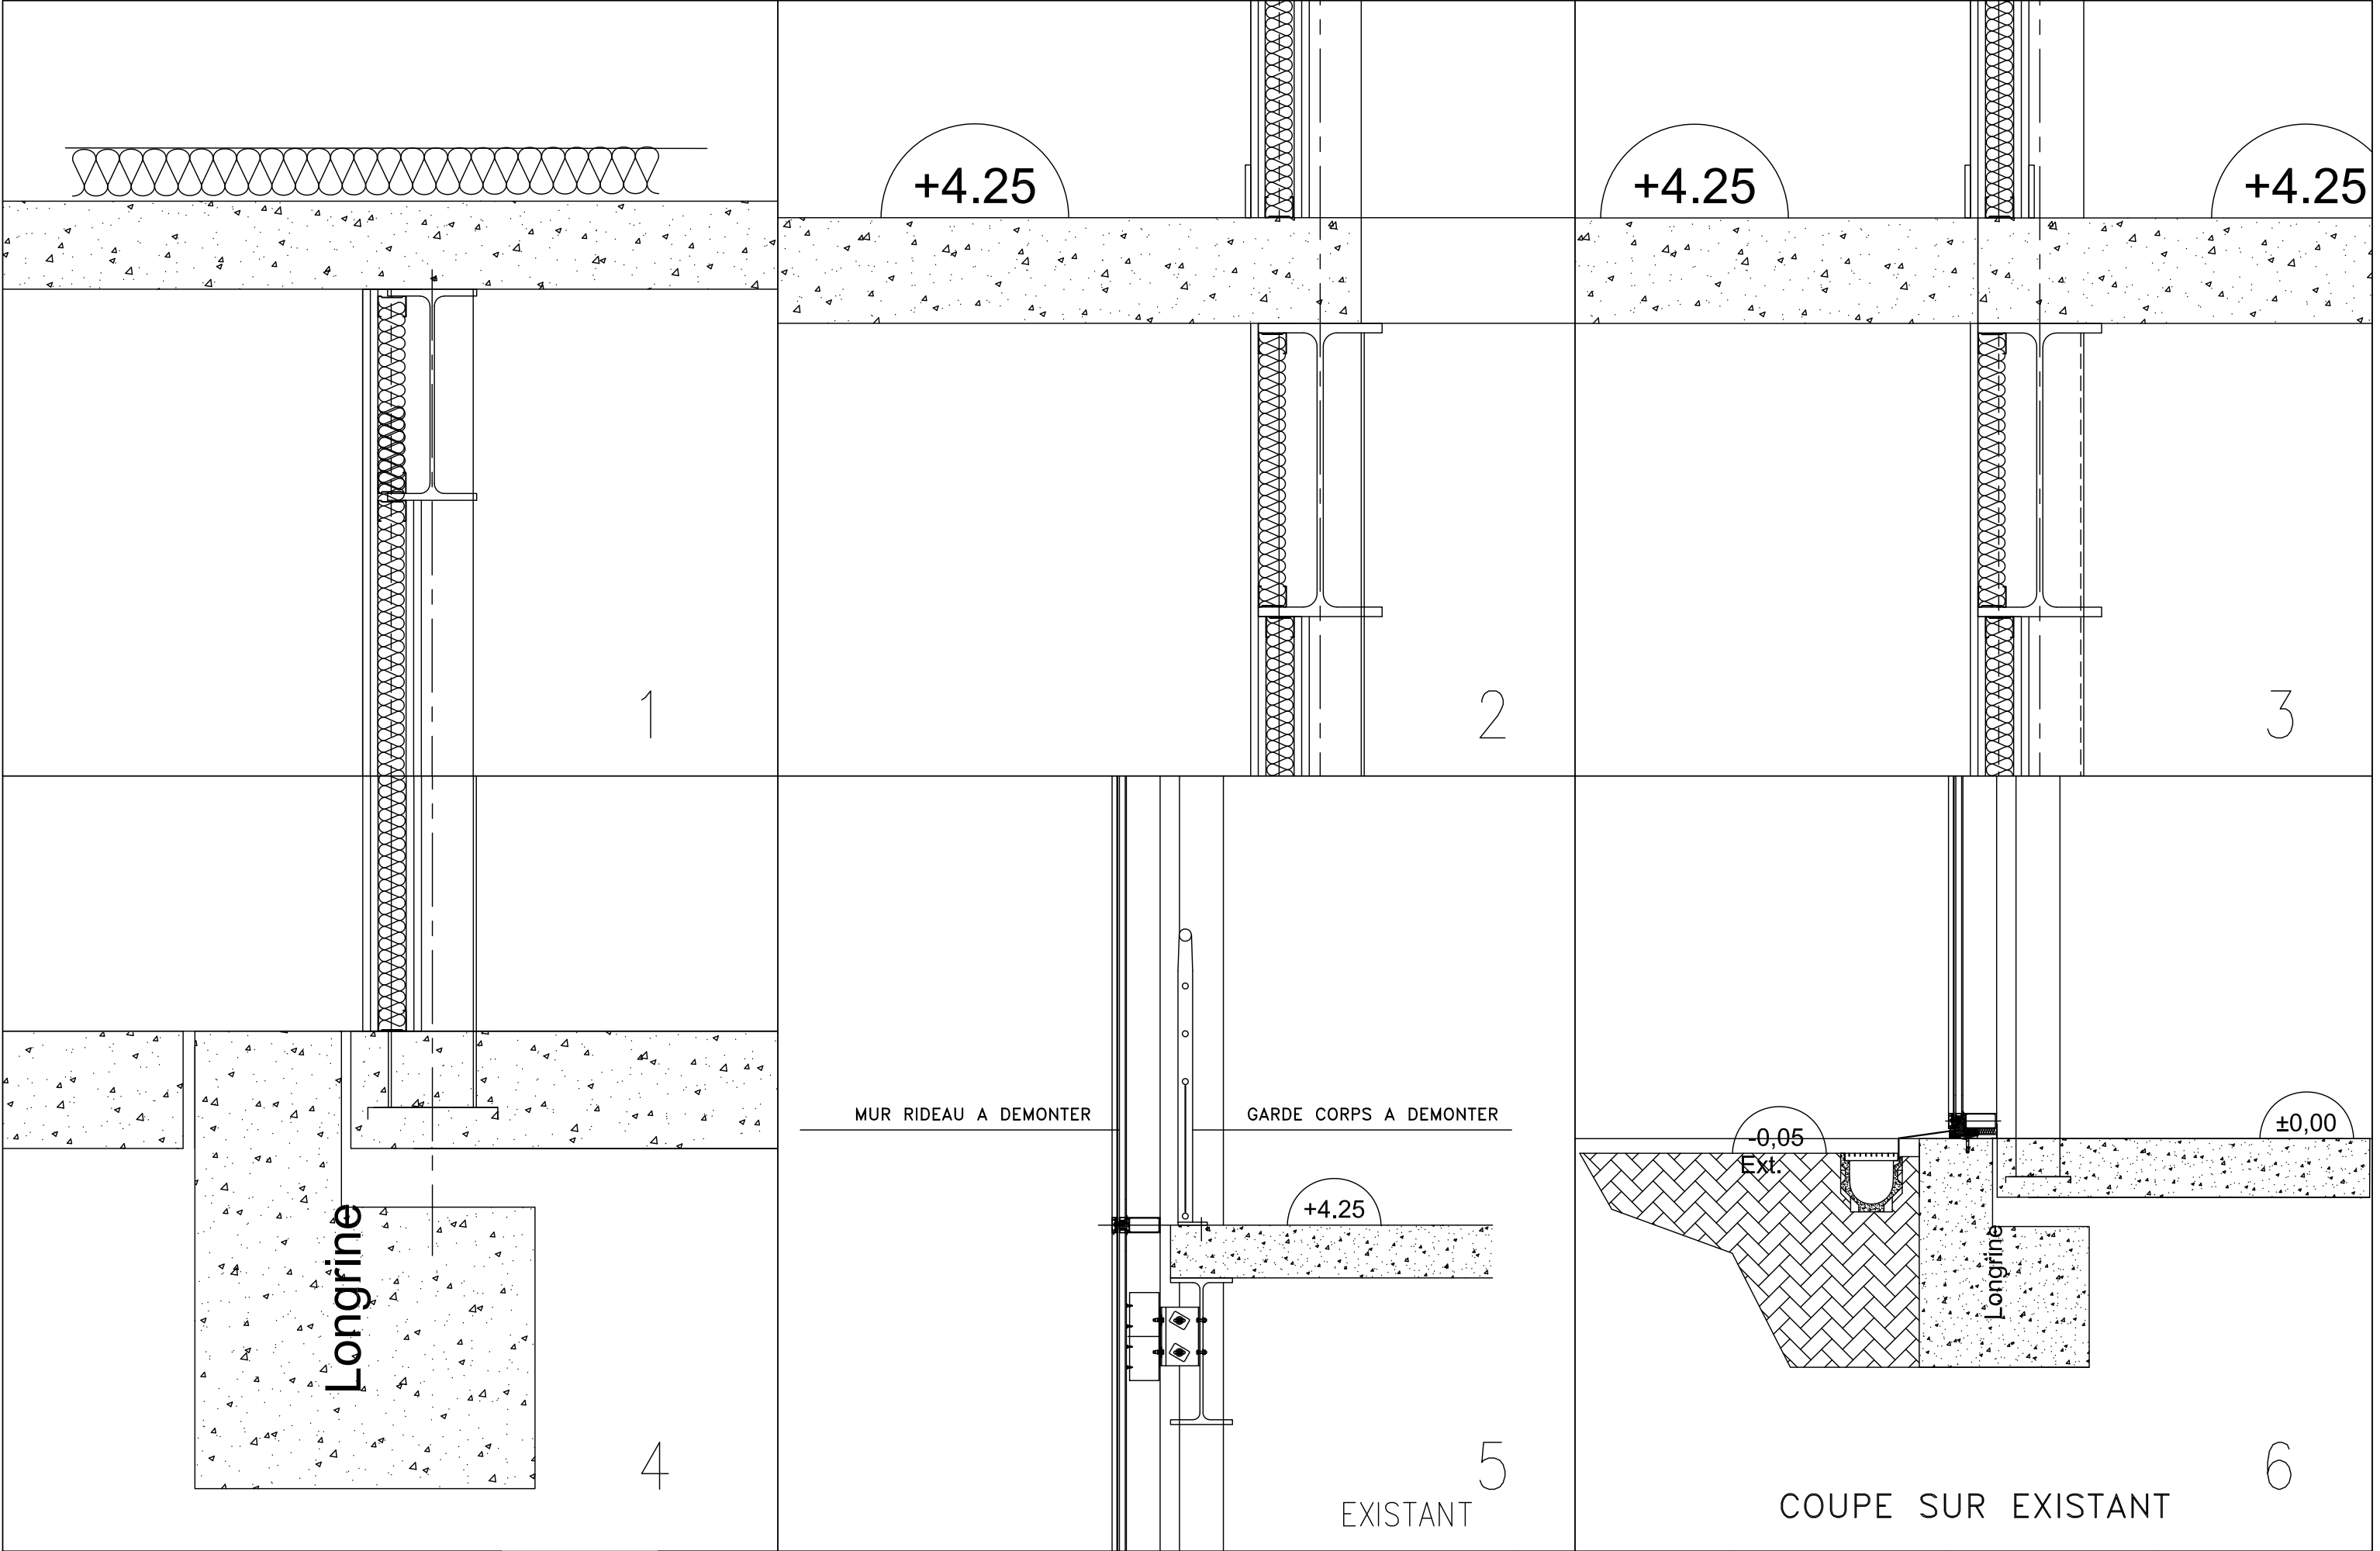 +4.25
+4.25
+4.25
1
2
3
MUR RIDEAU A DEMONTER
GARDE CORPS A DEMONTER
-0,05
Ext.
±0,00
+4.25
Longrine
Longrine
4
5
6
EXISTANT
COUPE SUR EXISTANT